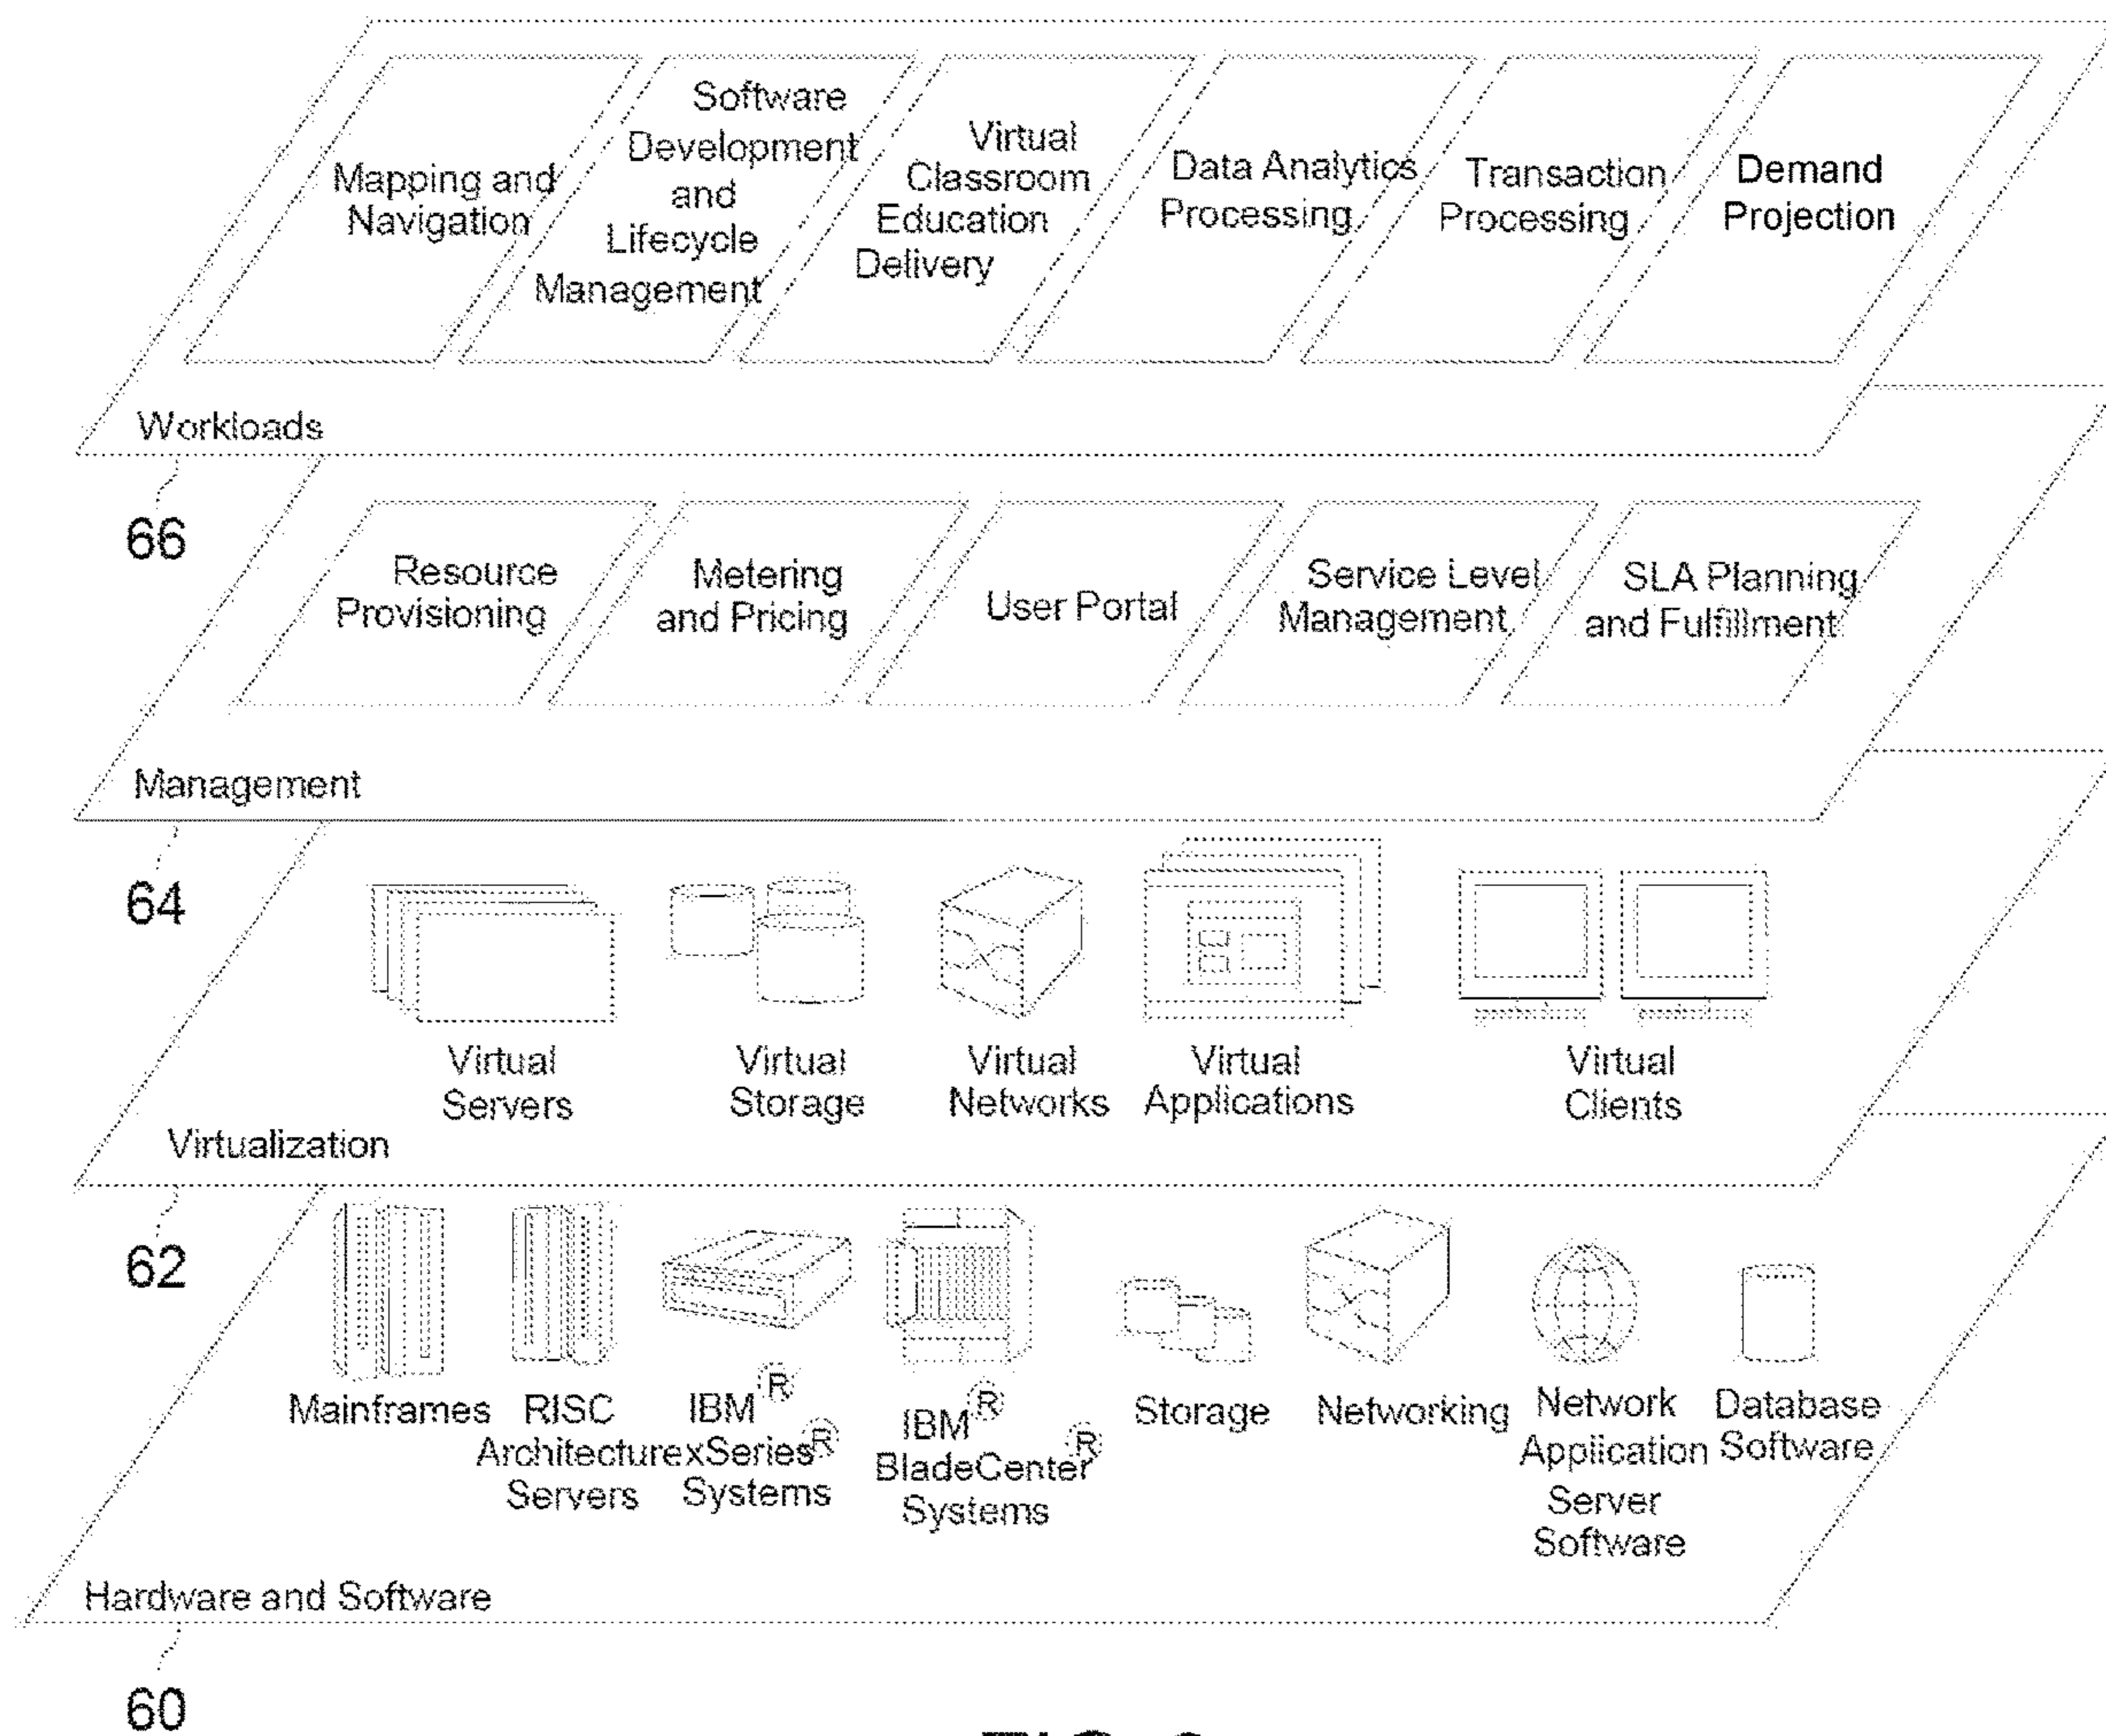 Mapping and
Navigation
Software
Development
and
Lifecycle
Management
Virtual
Classroom
Education
Delivery
Data Analytics
Processing
Transaction
Processing
Demand
Projection
Workloads
66
Resource
Provisioning
Metering
and Pricing
User Portal
Service Level
Management
SLA Planning
and Fulfillment
Management
64
Virtual
Servers
Virtual
Storage
Virtual
Networks
Virtual
Applications
Virtual
Clients
Virtualization
62
Mainframes
RISC
Architecture
Servers
IBM®
xSeries®
Systems
IBM®
BladeCenter®
Systems
Storage
Networking
Network
Application
Server
Software
Database
Software
Hardware and Software
60